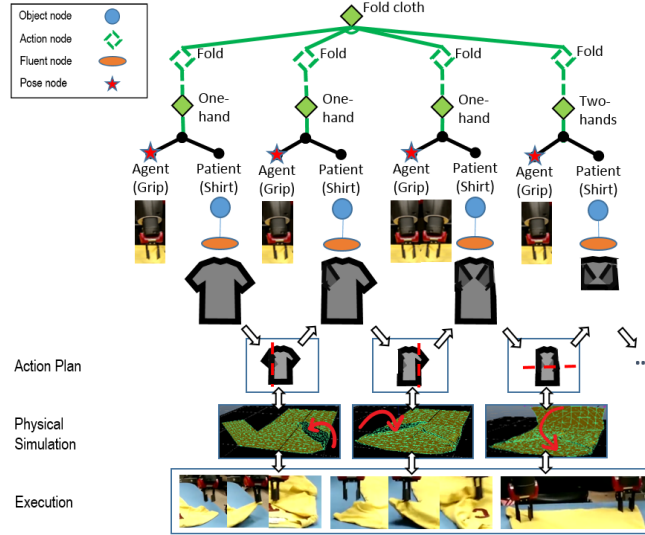 Object node
Action node
Fluent node
Pose node
Fold cloth
Fold
Fold
Fold
Fold
One-
hand
One-
hand
One-
hand
Two-
hands
Agent
(Grip)
Patient
(Shirt)
Agent
(Grip)
Patient
(Shirt)
Agent
(Grip)
Patient
(Shirt)
Agent
(Grip)
Patient
(Shirt)
Action Plan
...
Physical
Simulation
Execution